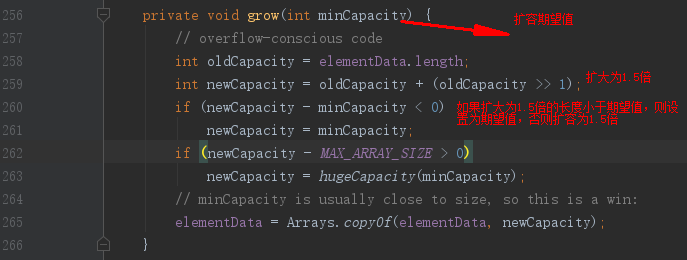 256 private void grow(int minCapacity) { 扩容期望值
257 // overflow-conscious code
258 int oldCapacity = elementData.length;
259 int newCapacity = oldCapacity + (oldCapacity >> 1); 扩大为1.5倍
260 if (newCapacity - minCapacity < 0) 如果扩大为1.5倍的长度小于期望值，则设
置为期望值，否则扩容为1.5倍
261 newCapacity = minCapacity;
262 if (newCapacity - MAX_ARRAY_SIZE > 0)
263 newCapacity = hugeCapacity(minCapacity);
264 // minCapacity is usually close to size, so this is a win:
265 elementData = Arrays.copyOf(elementData, newCapacity);
266 }